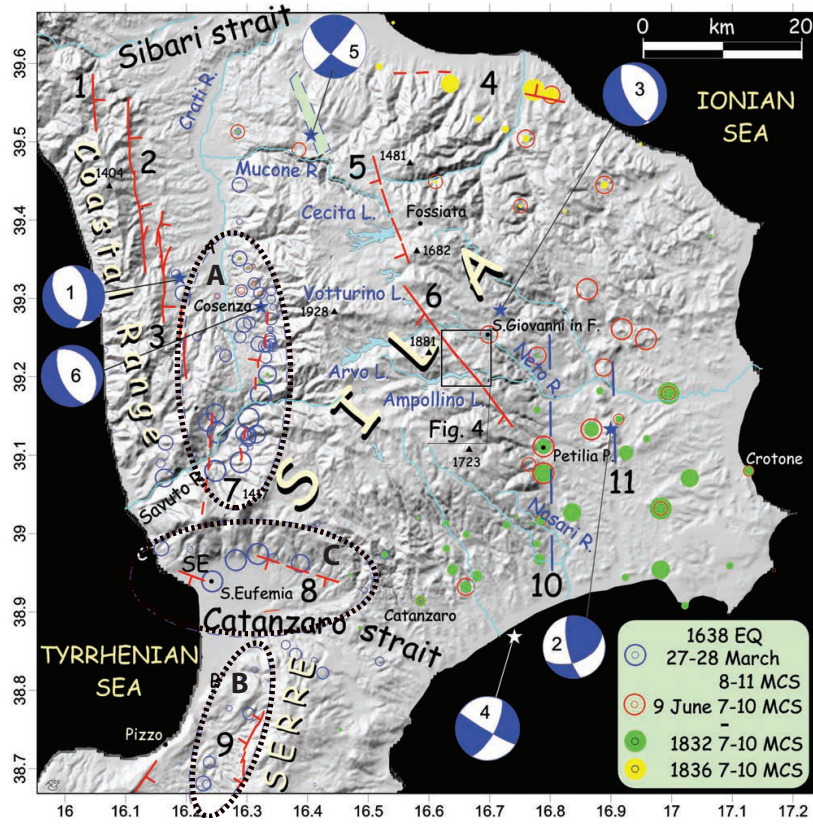 0
km
20
Sibari strait
5
4
3
IONIAN
SEA
1
Crati R.
2
1404
Coastal Range
Mucone R.
5
1481
Cecita L.
Fossiata
1682
A
Cosenza
Votturino L.
1928
6
S.Giovanni in F.
1
3
6
1881
Arvo L.
Ampollino L.
Neto R.
SILA
Fig. 4
1723
Petilia P.
Crotone
11
Savuto R.
7
Nasari R.
10
C
SE
S.Eufemia
8
Catanzaro
Catanzaro strait
TYRRHENIAN
SEA
B
Pizzo
9
SERRE
2
4
1638 EQ
27-28 March
8-11 MCS
9 June 7-10 MCS
-
1832 7-10 MCS
1836 7-10 MCS
39.6
39.5
39.4
39.3
39.2
39.1
39
38.9
38.8
38.7
16
16.1
16.2
16.3
16.4
16.5
16.6
16.7
16.8
16.9
17
17.1
17.2